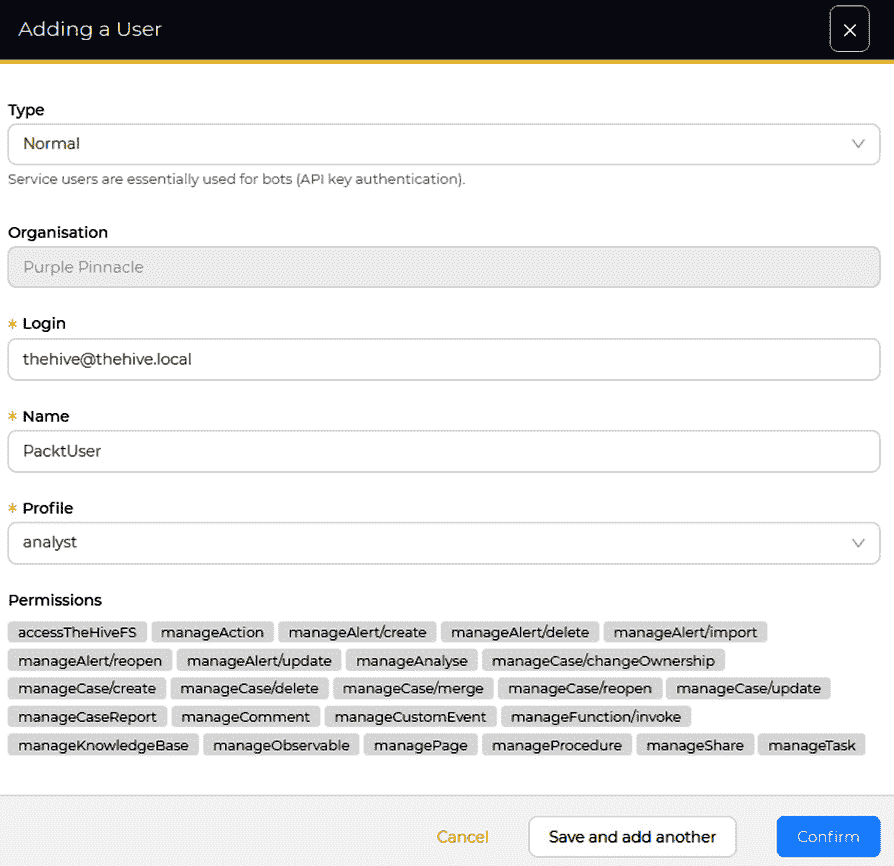 Adding a User
Type
Normal
Service users are essentially used for bots (API key authentication).
Organisation
Purple Pinnacle
* Login
thehive@thehive.local
* Name
PacktUser
* Profile
analyst
Permissions
accessTheHiveFS manageAction manageAlert/create manageAlert/delete manageAlert/import
manageAlert/reopen manageAlert/update manageAnalyse manageCase/changeOwnership
manageCase/create manageCase/delete manageCase/merge manageCase/reopen manageCase/update
manageCaseReport manageComment manageCustomEvent manageFunction/invoke
manageKnowledgeBase manageObservable managePage manageProcedure manageShare manageTask
Cancel Save and add another Confirm